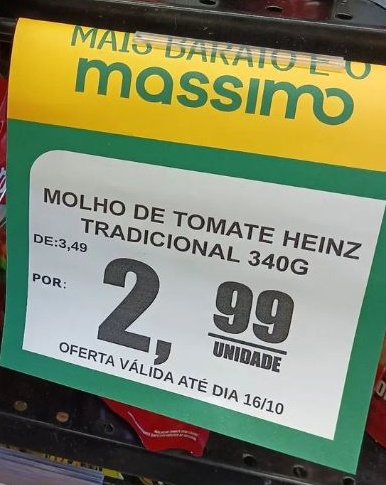 MAIS BARATO É O
massimo
MOLHO DE TOMATE HEINZ
TRADICIONAL 340G
DE:3,49
POR:
2,99
UNIDADE
OFERTA VÁLIDA ATÉ DIA 16/10